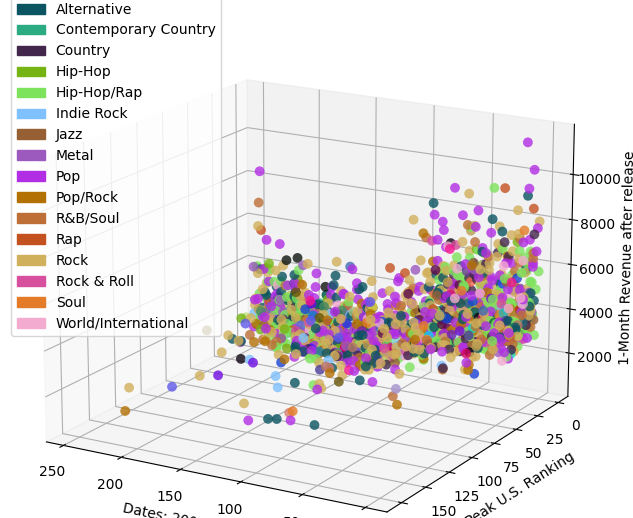 Alternative
Contemporary Country
Country
Hip-Hop
Hip-Hop/Rap
Indie Rock
Jazz
Metal
Pop
Pop/Rock
R&B/Soul
Rap
Rock
Rock & Roll
Soul
World/International
10000
8000
6000
4000
2000
1-Month Revenue after release
0
25
50
75
100
125
150
Peak U.S. Ranking
250
200
150
100
Dates: